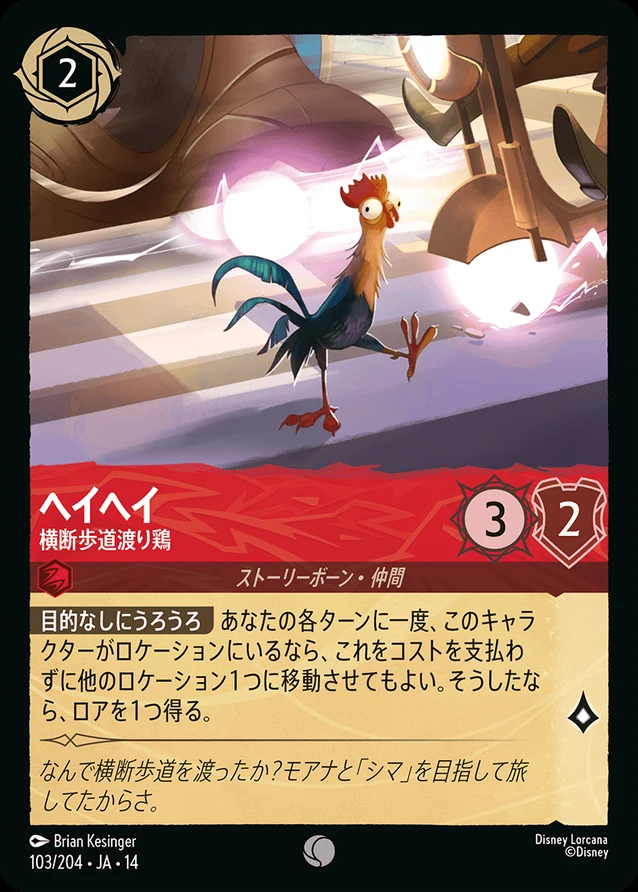 2
ヘイヘイ
横断歩道渡り鶏
3
2
ストーリーボーン・仲間
目的なしにうろうろ あなたの各ターンに一度、このキャラ
クターがロケーションにいるなら、これをコストを支払わ
ずに他のロケーション1つに移動させてもよい。そうしたな
ら、ロアを1つ得る。
なんで横断歩道を渡ったか?モアナと「シマ」を目指して旅
してたからさ。
Brian Kesinger
103/204・JA・14
Disney Lorcana
©Disney